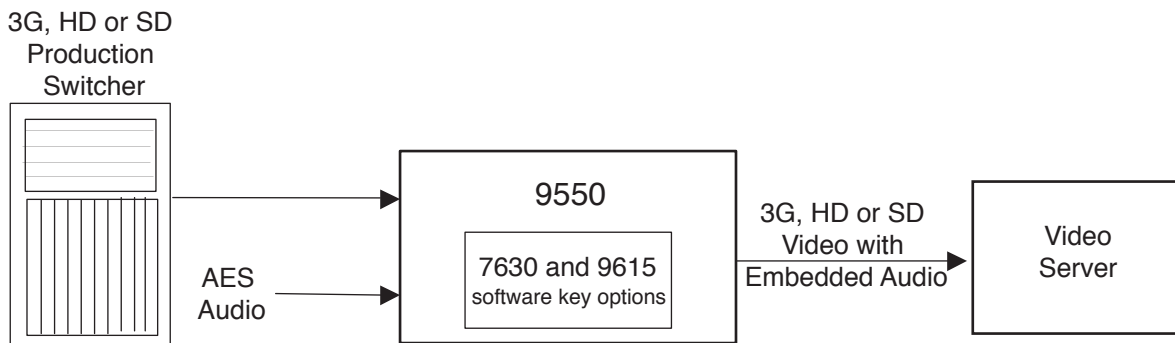 3G, HD or SD
Production
Switcher
9550
7630 and 9615
software key options
AES
Audio
3G, HD or SD
Video with
Embedded Audio
Video
Server